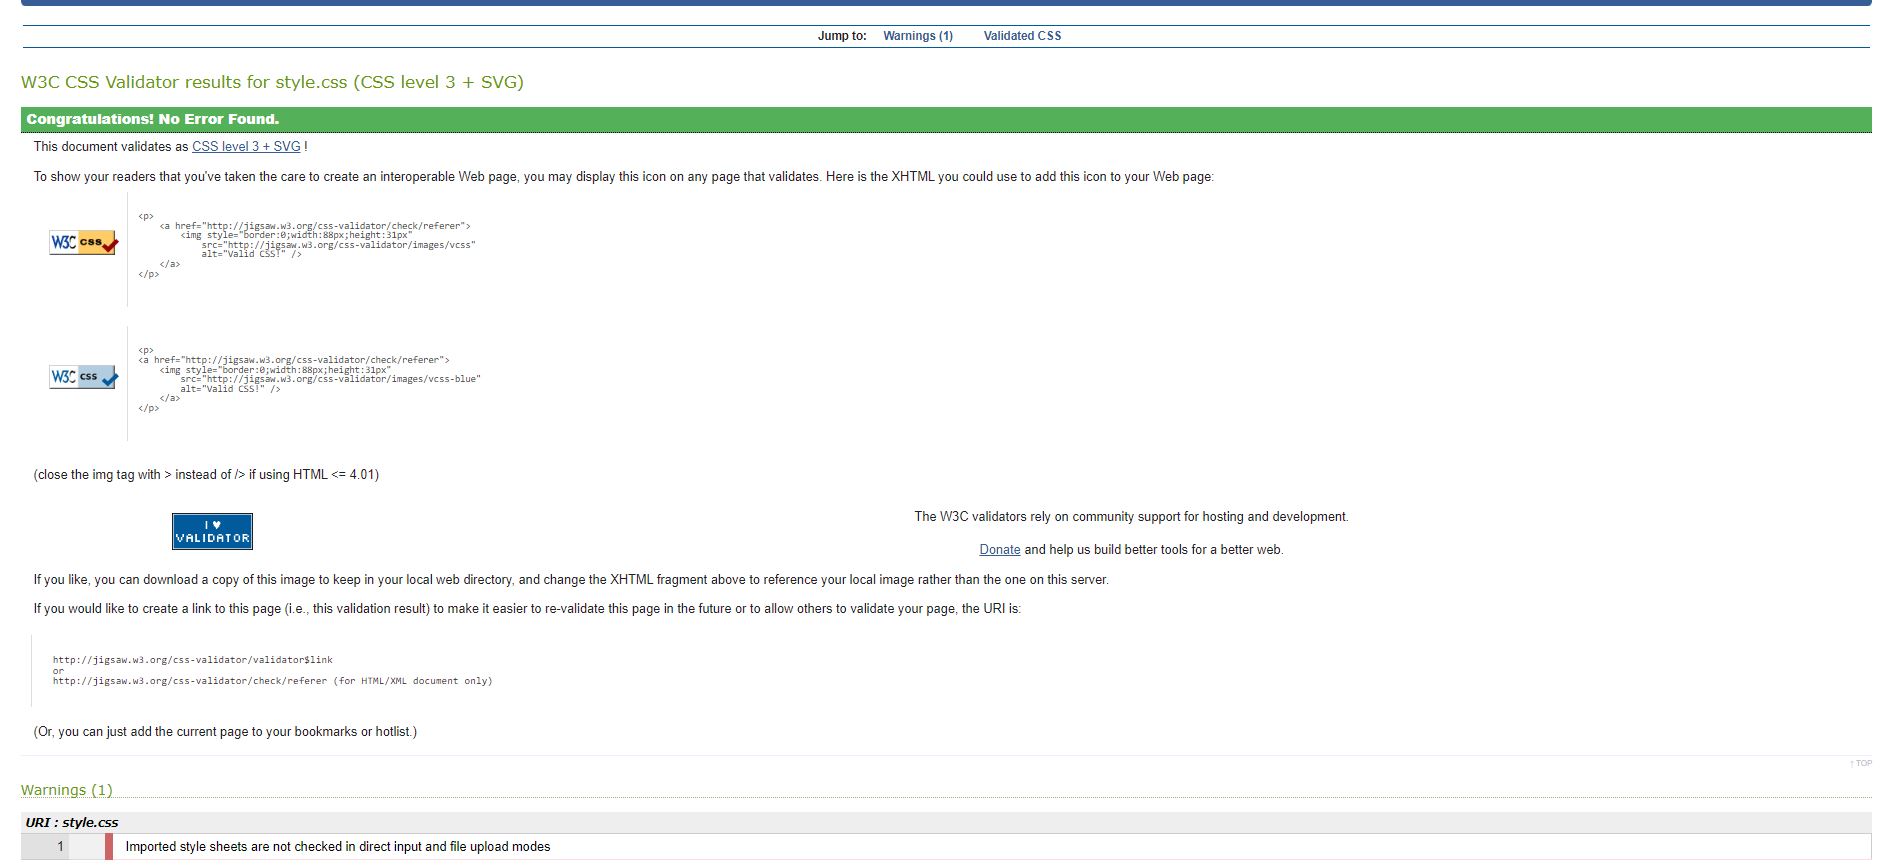 Jump to: Warnings (1) Validated CSS
W3C CSS Validator results for style.css (CSS level 3 + SVG)
Congratulations! No Error Found.
This document validates as CSS level 3 + SVG !
To show your readers that you've taken the care to create an interoperable Web page, you may display this icon on any page that validates. Here is the XHTML you could use to add this icon to your Web page:
W3C css
<p>
<a href="http://jigsaw.w3.org/css-validator/check/referer">
<img style="border:0;width:88px;height:31px"
src="http://jigsaw.w3.org/css-validator/images/vcss"
alt="Valid CSS!" />
</a>
</p>
W3C css
<p>
<a href="http://jigsaw.w3.org/css-validator/check/referer">
<img style="border:0;width:88px;height:31px"
src="http://jigsaw.w3.org/css-validator/images/vcss-blue"
alt="Valid CSS!" />
</a>
</p>
(close the img tag with > instead of /> if using HTML <= 4.01)
I ♥
VALIDATOR
The W3C validators rely on community support for hosting and development.
Donate and help us build better tools for a better web.
If you like, you can download a copy of this image to keep in your local web directory, and change the XHTML fragment above to reference your local image rather than the one on this server.
If you would like to create a link to this page (i.e., this validation result) to make it easier to re-validate this page in the future or to allow others to validate your page, the URI is:
http://jigsaw.w3.org/css-validator/validator$link
or
http://jigsaw.w3.org/css-validator/check/referer (for HTML/XML document only)
(Or, you can just add the current page to your bookmarks or hotlist.)
↑ TOP
Warnings (1)
URI : style.css
1 Imported style sheets are not checked in direct input and file upload modes